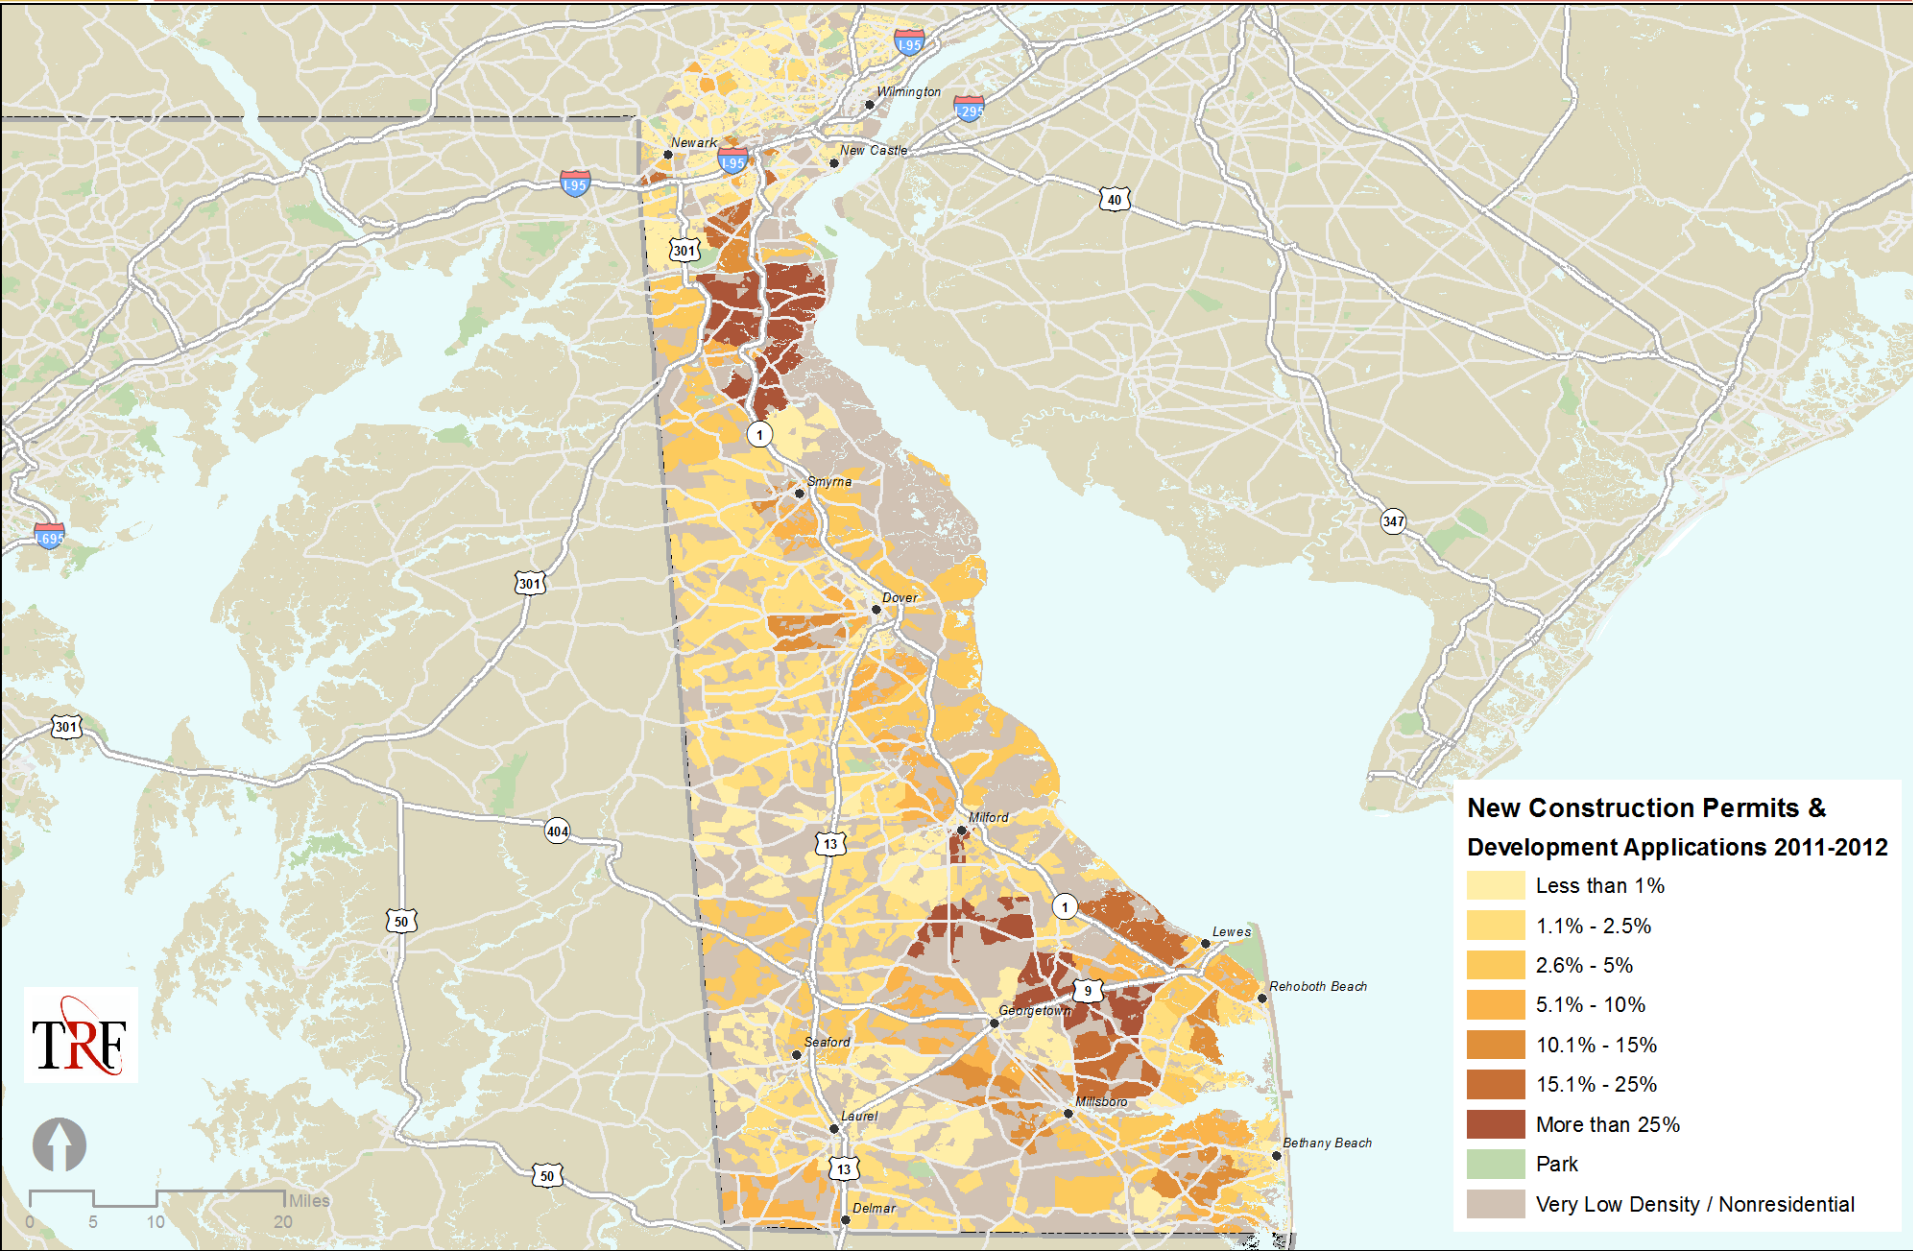 I-95
Wilmington
I-295
Newark
I-95
New Castle
I-95
40
301
1
Smyrna
347
I-695
301
Dover
301
Milford
404
13
50
1
Lewes
9
Rehoboth Beach
Georgetown
Seaford
Millsboro
Laurel
Bethany Beach
13
50
Delmar
TRF
Miles
0 5 10 20
New Construction Permits &
Development Applications 2011-2012
Less than 1%
1.1% - 2.5%
2.6% - 5%
5.1% - 10%
10.1% - 15%
15.1% - 25%
More than 25%
Park
Very Low Density / Nonresidential